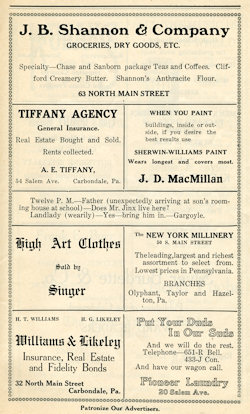 J. B. Shannon & Company
GROCERIES, DRY GOODS, ETC.
Specialty—Chase and Sanborn package Teas and Coffees. Clif-
ford Creamery Butter. Shannon's Anthracite Flour.
63 NORTH MAIN STREET
TIFFANY AGENCY
General Insurance.
Real Estate Bought and Sold.
Rents collected.
A. E. TIFFANY,
54 Salem Ave. Carbondale, Pa.
WHEN YOU PAINT
buildings, inside or out-
side, if you desire the
best results use
SHERWIN-WILLIAMS PAINT
Wears longest and covers most.
J. D. MacMillan
Twelve P. M.—Father (unexpectedly arriving at son's room-
ing house at school)—Does Mr. Jinx live here?
Landlady (wearily)—Yes—bring him in.—Gargoyle.
High Art Clothes
Sold by
Singer
The NEW YORK MILLINERY
50 S. MAIN STREET
The leading, largest and richest
assortment to select from.
Lowest prices in Pennsylvania.
BRANCHES
Olyphant, Taylor and Hazel-
ton, Pa.
H. T. WILLIAMS H. G. LIKELEY
Williams & Likeley
Insurance, Real Estate
and Fidelity Bonds
32 North Main Street
Carbondale, Pa.
Put Your Duds
In Our Suds
And we will do the rest.
Telephone—651-R Bell.
433-J Con.
And have our wagon call.
The Pioneer Laundry
20 Salem Ave.
Patronize Our Advertisers.